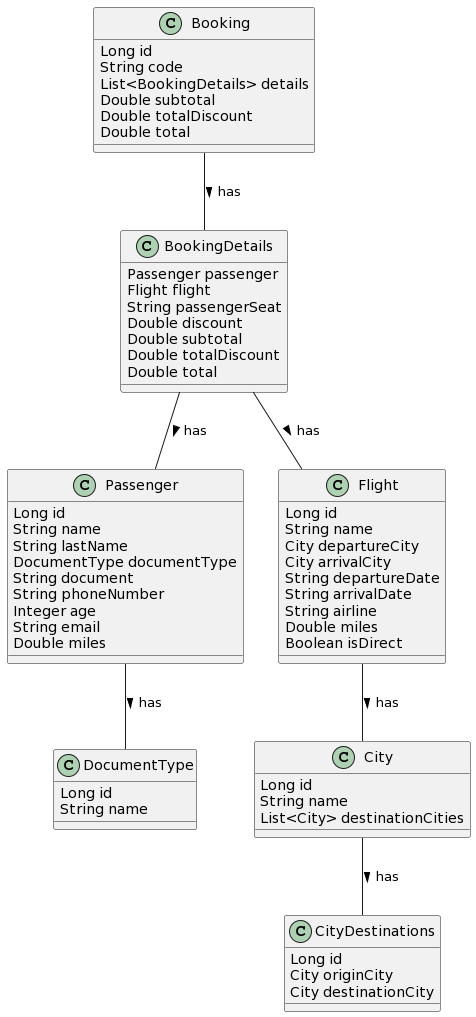 C Booking
Long id
String code
List<BookingDetails> details
Double subtotal
Double totalDiscount
Double total
has
C BookingDetails
Passenger passenger
Flight flight
String passengerSeat
Double discount
Double subtotal
Double totalDiscount
Double total
has
has
C Passenger
Long id
String name
String lastName
DocumentType documentType
String document
String phoneNumber
Integer age
String email
Double miles
C Flight
Long id
String name
City departureCity
City arrivalCity
String departureDate
String arrivalDate
String airline
Double miles
Boolean isDirect
has
has
C DocumentType
Long id
String name
C City
Long id
String name
List<City> destinationCities
has
C CityDestinations
Long id
City originCity
City destinationCity